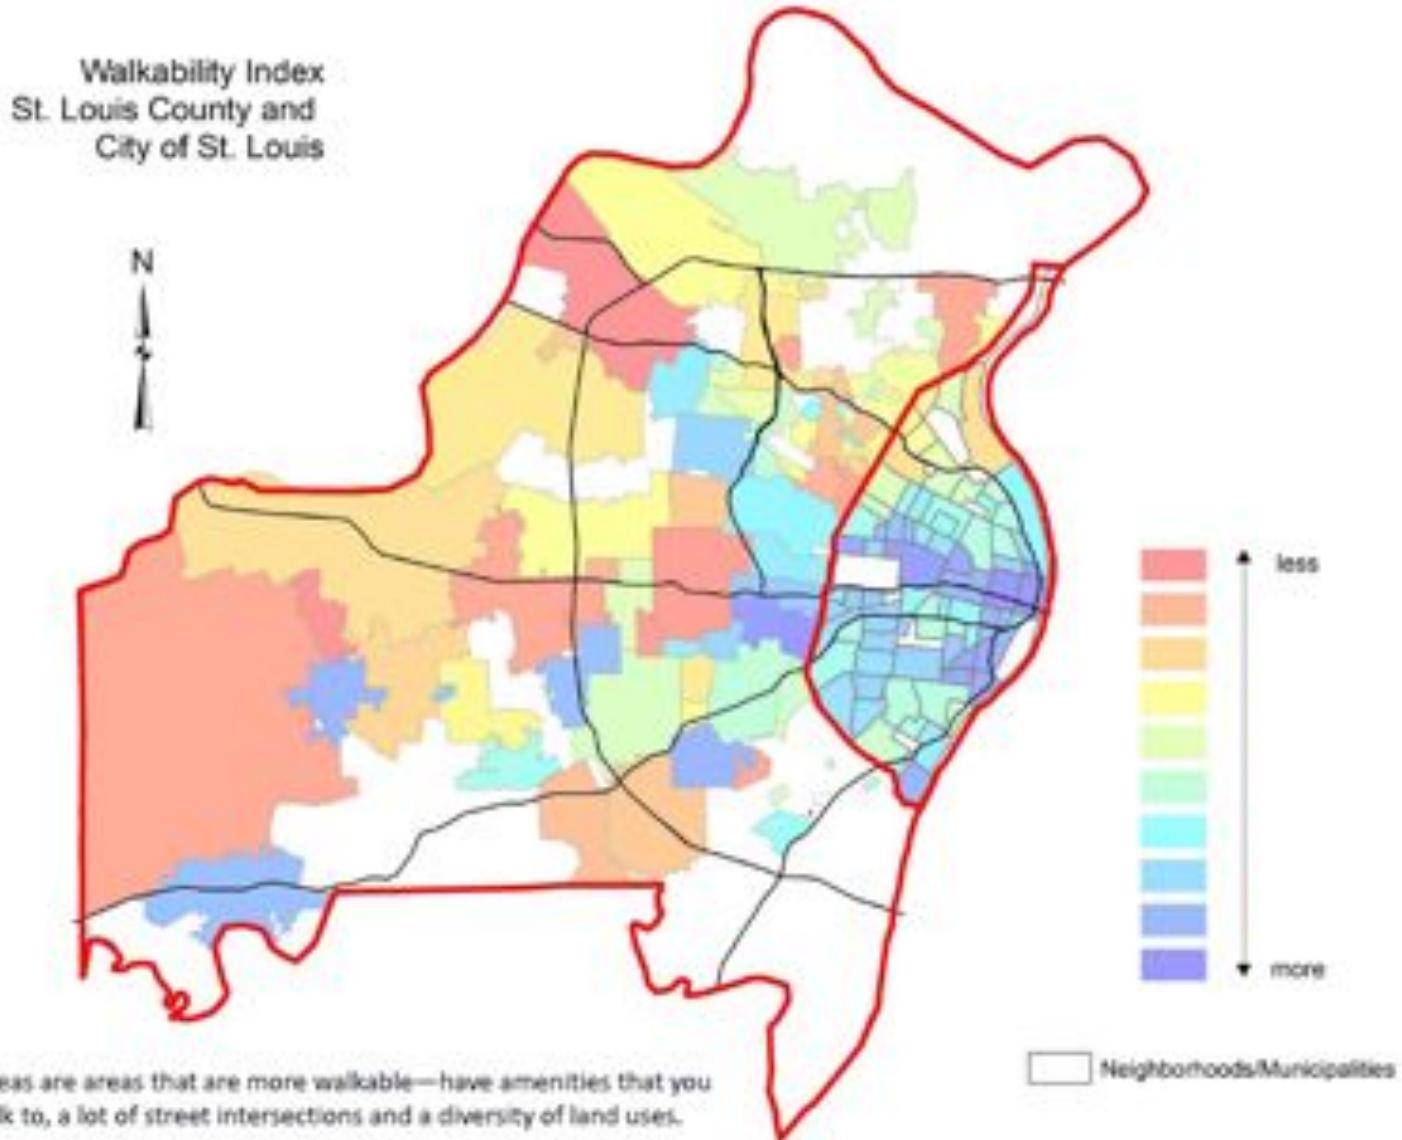 Walkability Index
St. Louis County and
City of St. Louis
N
less
more
Neighborhoods/Municipalities
eas are areas that are more walkable—have amenities that you
lk to, a lot of street intersections and a diversity of land uses.